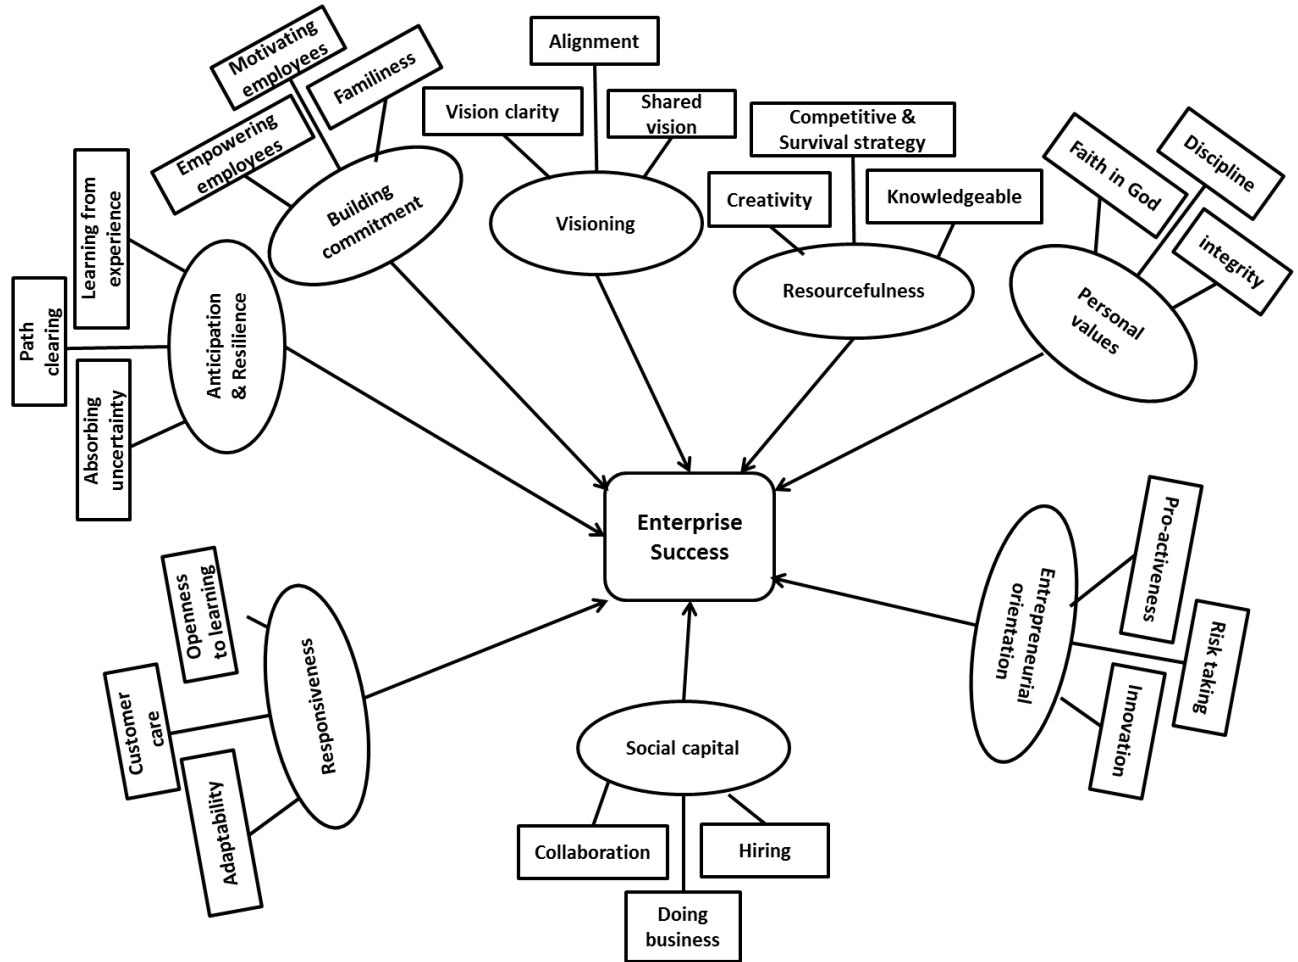 Motivating
employees
Familiness
Empowering
employees
Building
commitment
Alignment
Vision clarity
Shared
vision
Visioning
Competitive &
Survival strategy
Creativity
Knowledgeable
Resourcefulness
Faith in God
Discipline
integrity
Personal
values
Learning from
experience
Path
clearing
Absorbing
uncertainty
Anticipation
& Resilience
Enterprise
Success
Openness
to learning
Customer
care
Adaptability
Responsiveness
Social capital
Collaboration
Hiring
Doing
business
Entrepreneurial
orientation
Pro-activeness
Risk taking
Innovation